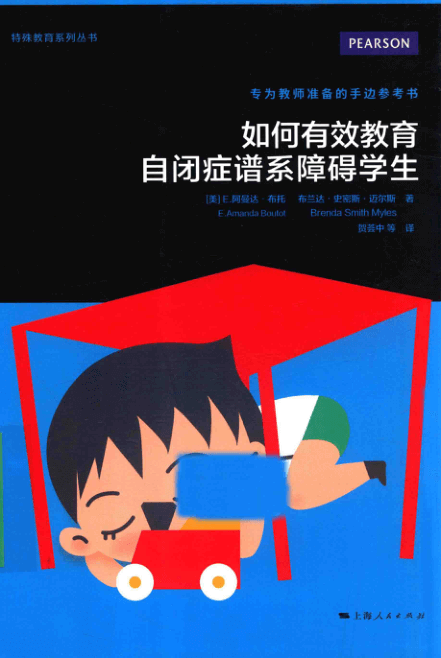 特殊教育系列丛书
PEARSON
专为教师准备的手边参考书
如何有效教育
自闭症谱系障碍学生
[美] E.阿曼达·布托 布兰达·史密斯·迈尔斯 著
E.Amanda Boutot Brenda Smith Myles
贺荟中 等 译
上海人民出版社